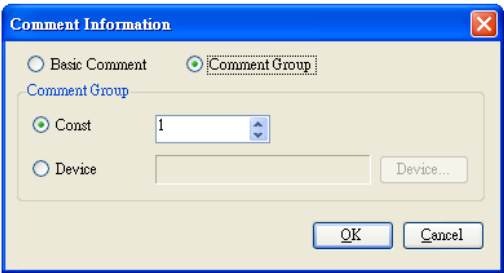 Comment Information
Basic Comment Comment Group
Comment Group
Const 1
Device Device...
OK Cancel